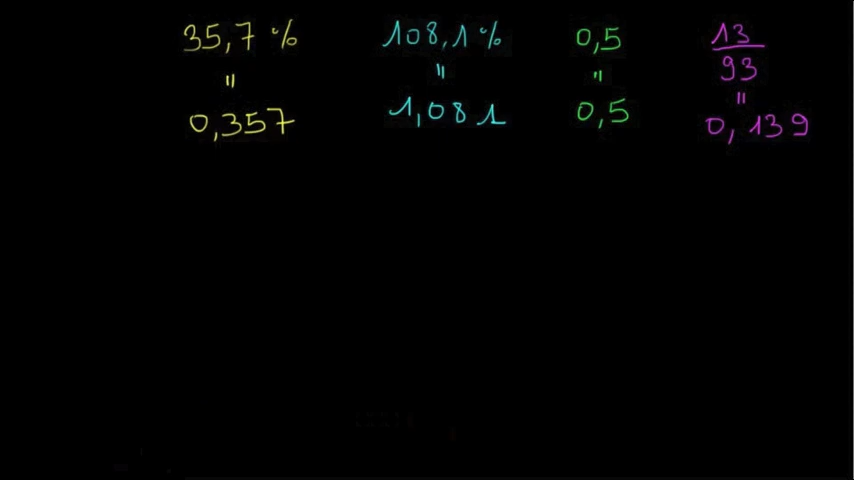 35,7 % 108,1 % 0,5 13/93
= = = =
0,357 1,081 0,5 0,139